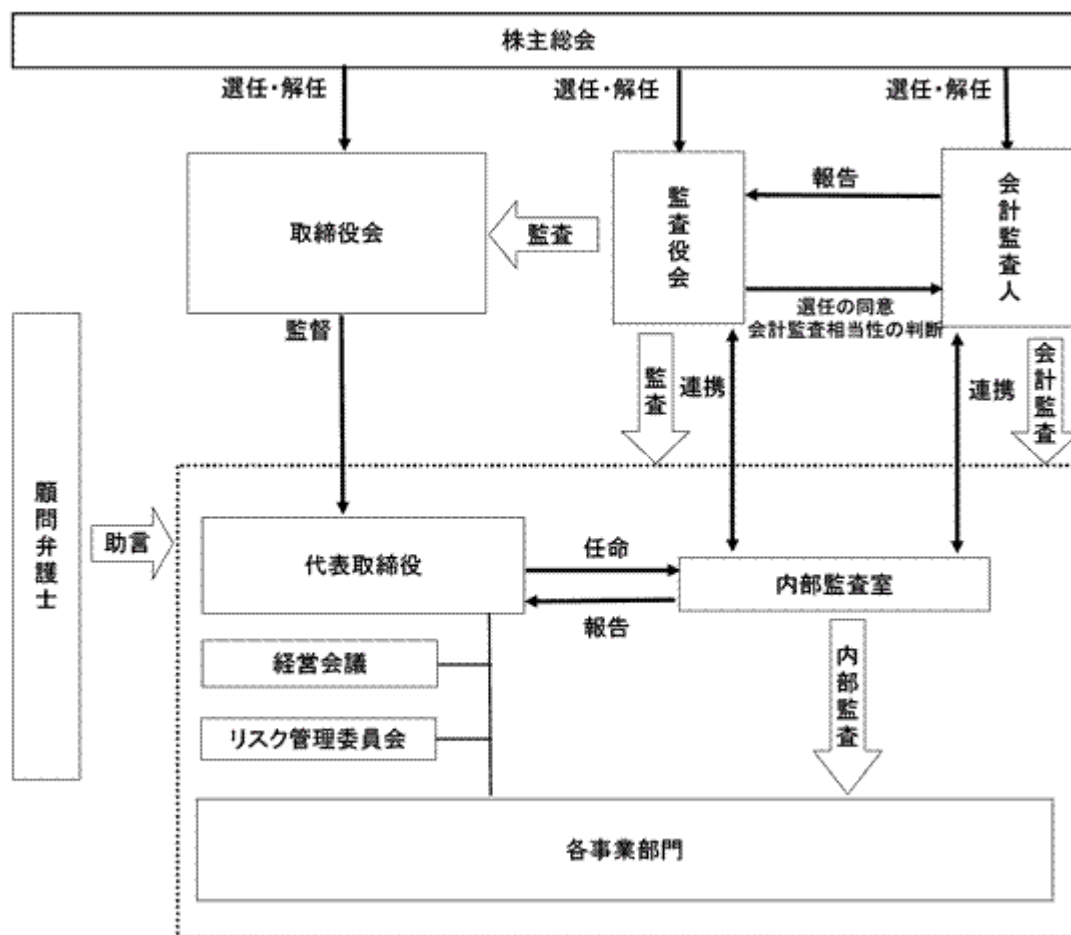 株主総会
選任・解任
選任・解任
選任・解任
取締役会
監査
監査役会
報告
会計監査人
選任の同意
会計監査相当性の判断
監督
監査
連携
連携
会計監査
顧問弁護士
助言
代表取締役
任命
報告
内部監査室
経営会議
リスク管理委員会
内部監査
各事業部門